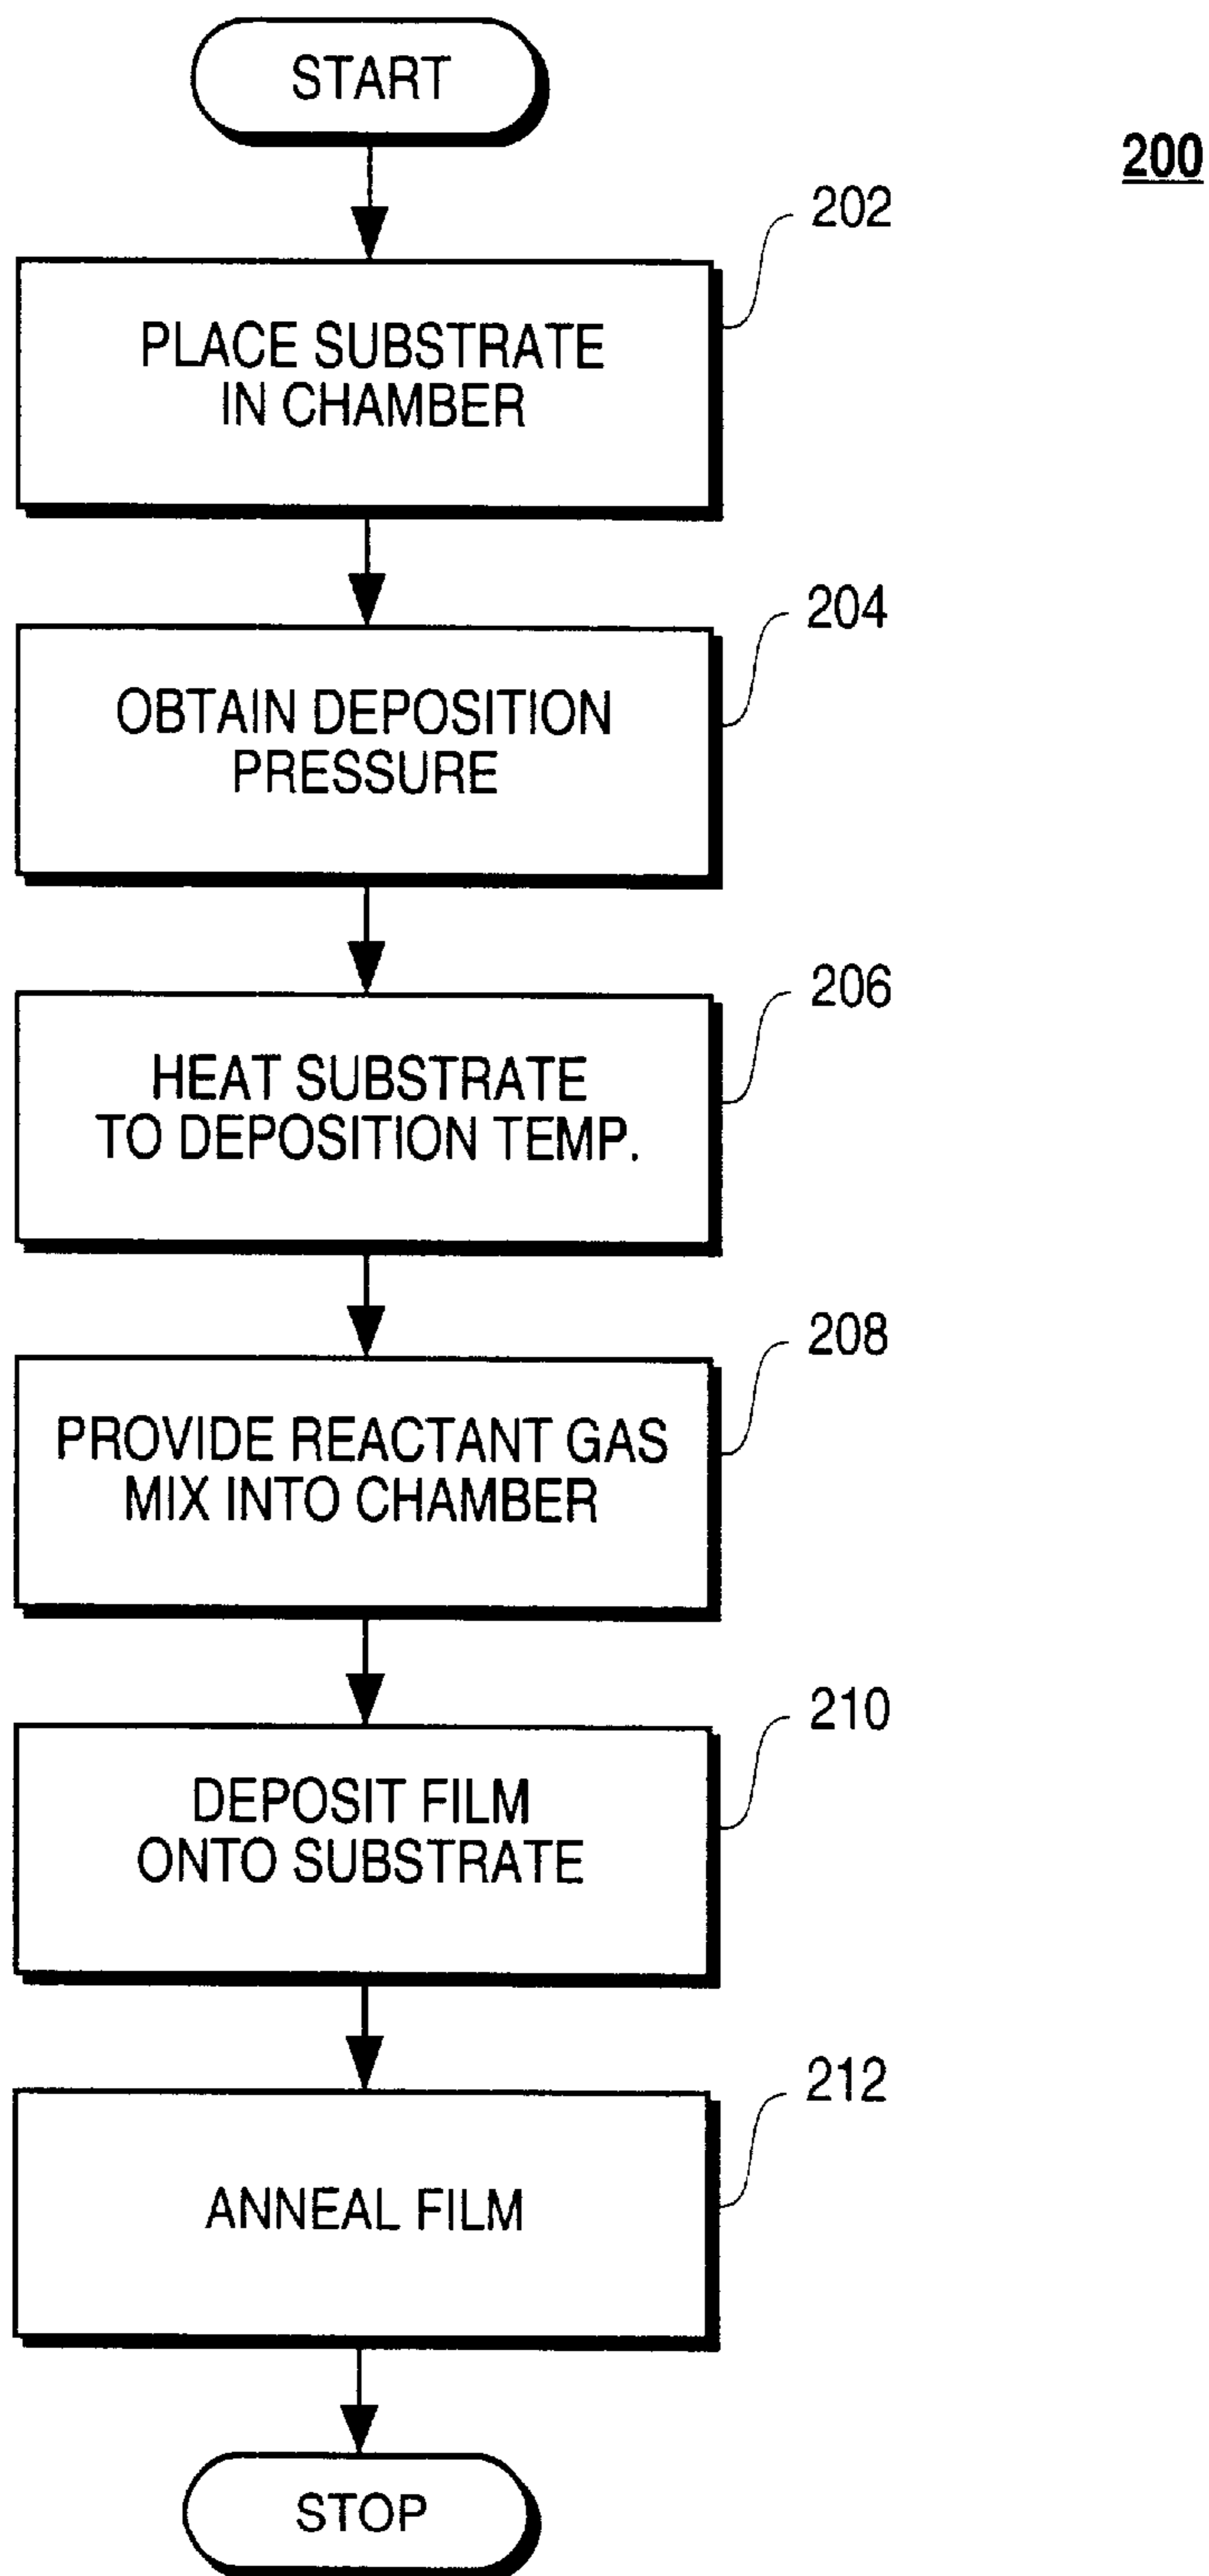 START
200
202
PLACE SUBSTRATE
IN CHAMBER
204
OBTAIN DEPOSITION
PRESSURE
206
HEAT SUBSTRATE
TO DEPOSITION TEMP.
208
PROVIDE REACTANT GAS
MIX INTO CHAMBER
210
DEPOSIT FILM
ONTO SUBSTRATE
212
ANNEAL FILM
STOP